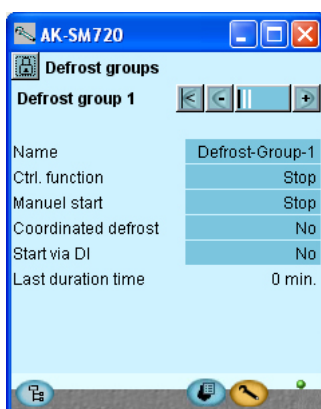 AK-SM720
Defrost groups
Defrost group 1
Name Defrost-Group-1
Ctrl. function Stop
Manuel start Stop
Coordinated defrost No
Start via DI No
Last duration time 0 min.